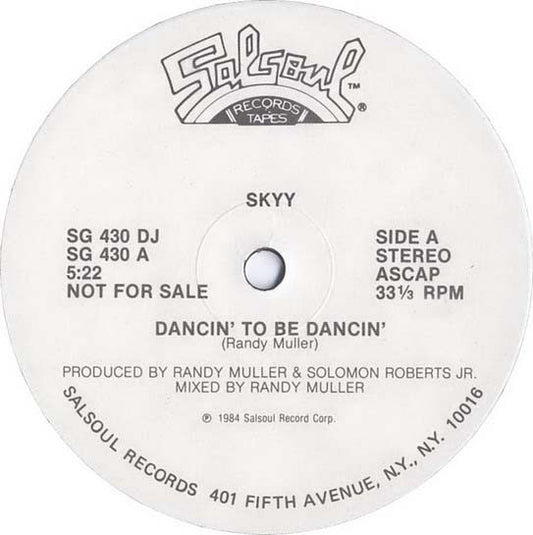 Salsoul ™
RECORDS ®
TAPES
SKYY
SG 430 DJ
SG 430 A
5:22
NOT FOR SALE
SIDE A
STEREO
ASCAP
33⅓ RPM
DANCIN' TO BE DANCIN'
(Randy Muller)
PRODUCED BY RANDY MULLER & SOLOMON ROBERTS JR.
MIXED BY RANDY MULLER
℗ 1984 Salsoul Record Corp.
SALSOUL RECORDS 401 FIFTH AVENUE, N.Y., N.Y. 10016